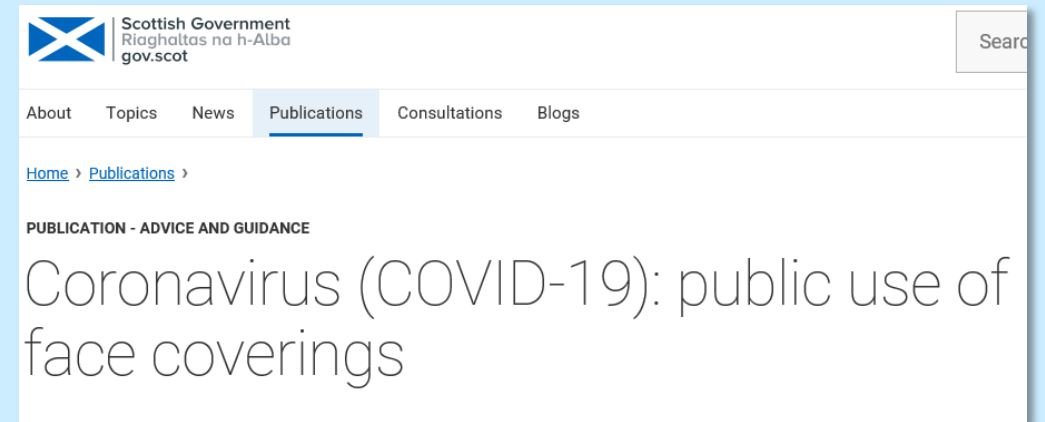 Scottish Government
Riaghaltas na h-Alba
gov.scot
Searc
About Topics News Publications Consultations Blogs
Home › Publications ›
PUBLICATION - ADVICE AND GUIDANCE
Coronavirus (COVID-19): public use of
face coverings